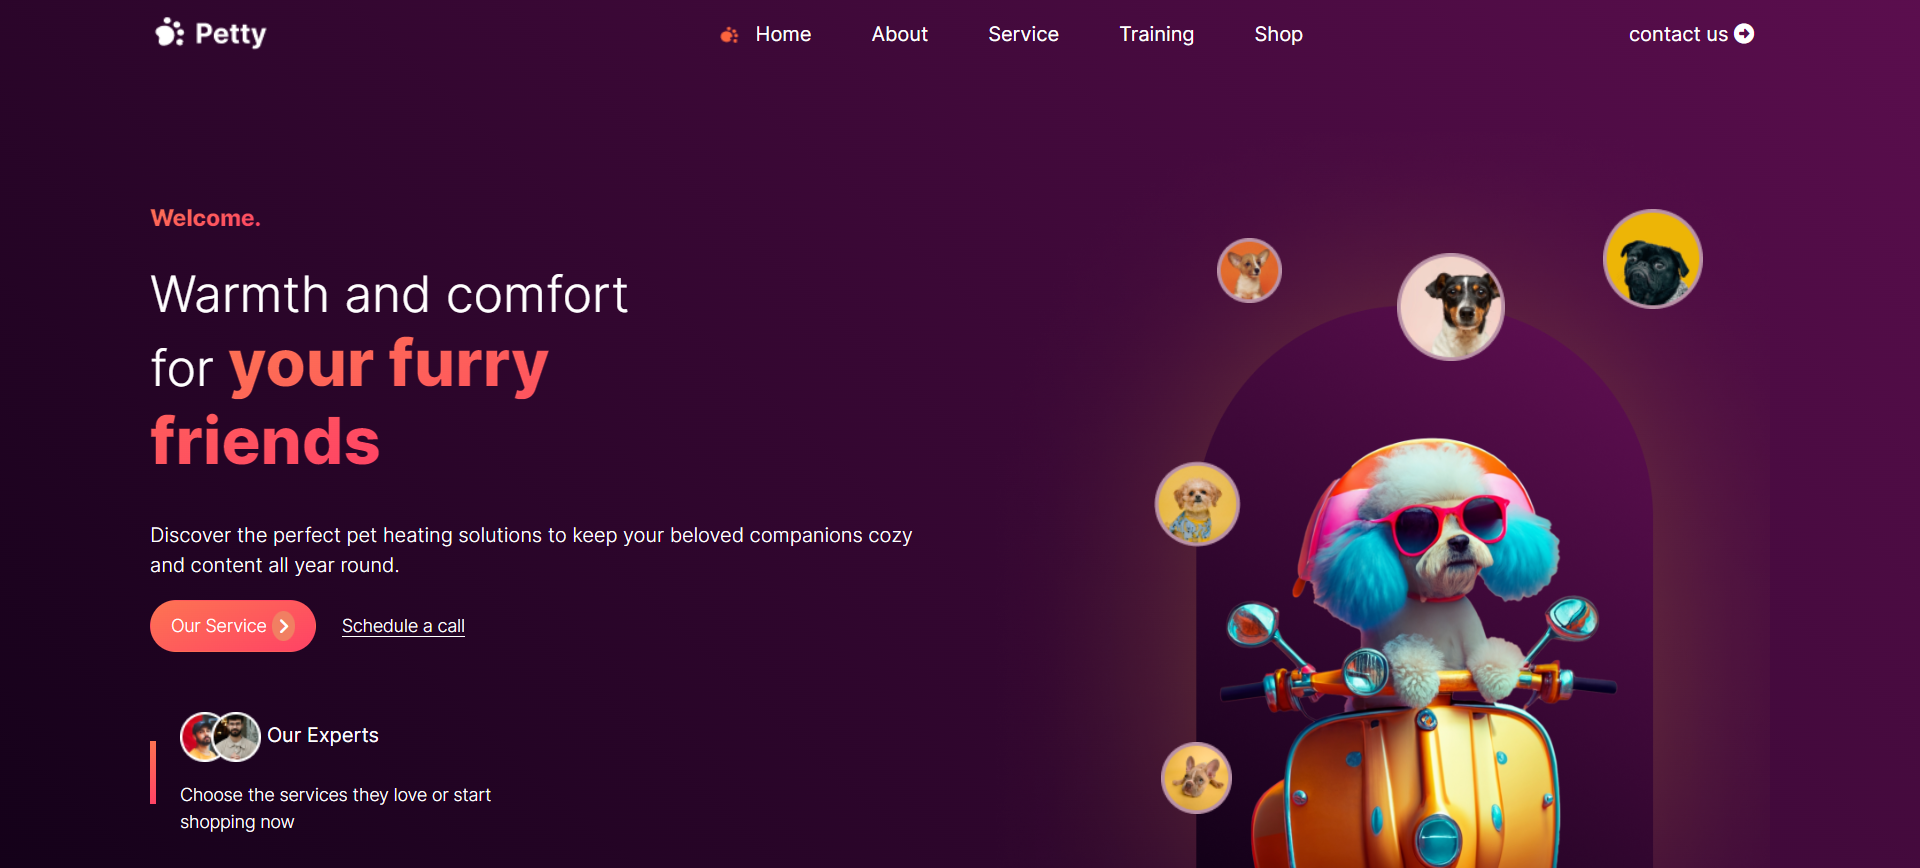 Petty
Home
About
Service
Training
Shop
contact us
Welcome.
Warmth and comfort
for your furry
friends
Discover the perfect pet heating solutions to keep your beloved companions cozy
and content all year round.
Our Service
Schedule a call
Our Experts
Choose the services they love or start
shopping now